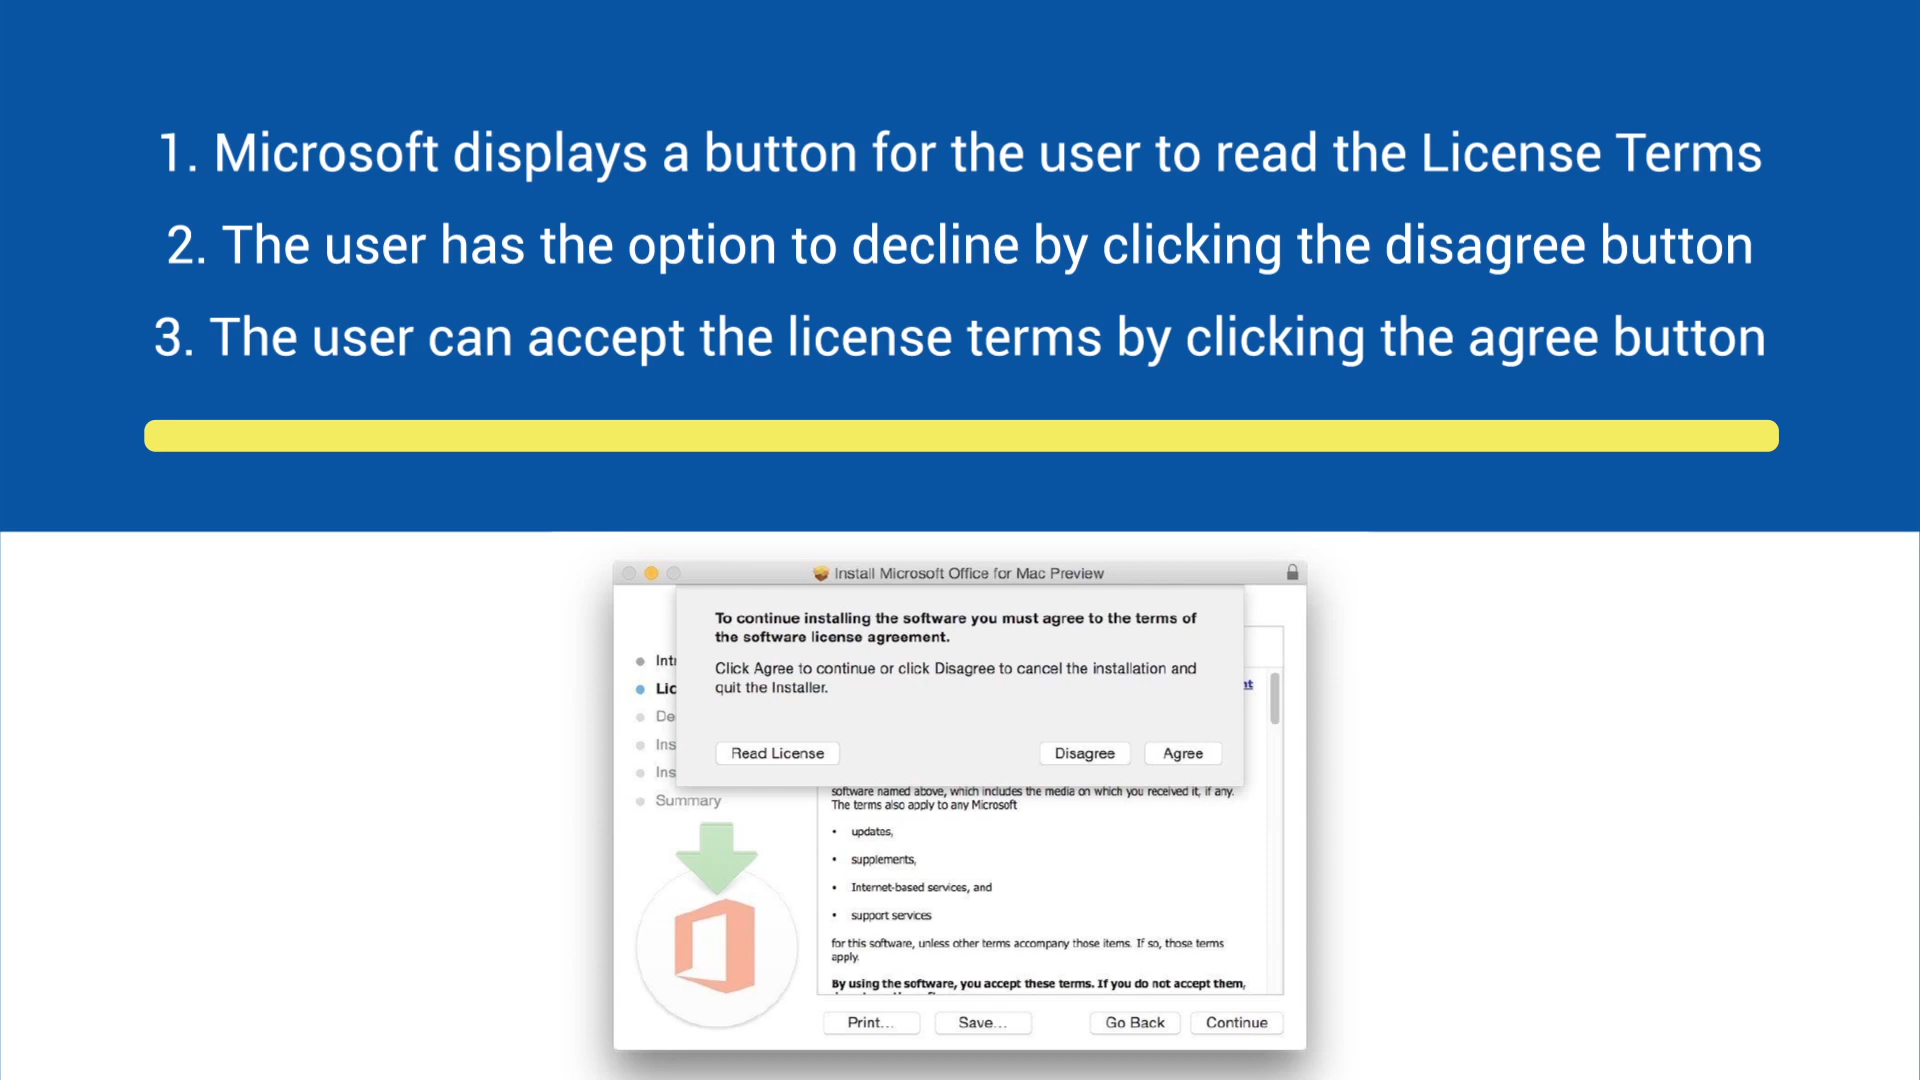 1. Microsoft displays a button for the user to read the License Terms
2. The user has the option to decline by clicking the disagree button
3. The user can accept the license terms by clicking the agree button
Install Microsoft Office for Mac Preview
To continue installing the software you must agree to the terms of
the software license agreement.
Click Agree to continue or click Disagree to cancel the installation and
quit the Installer.
Read License
Disagree
Agree
Summary
software named above, which includes the media on which you received it, if any.
The terms also apply to any Microsoft
• updates,
• supplements,
• Internet-based services, and
• support services
for this software, unless other terms accompany those items. If so, those terms
apply.
By using the software, you accept these terms. If you do not accept them,
Print...
Save...
Go Back
Continue